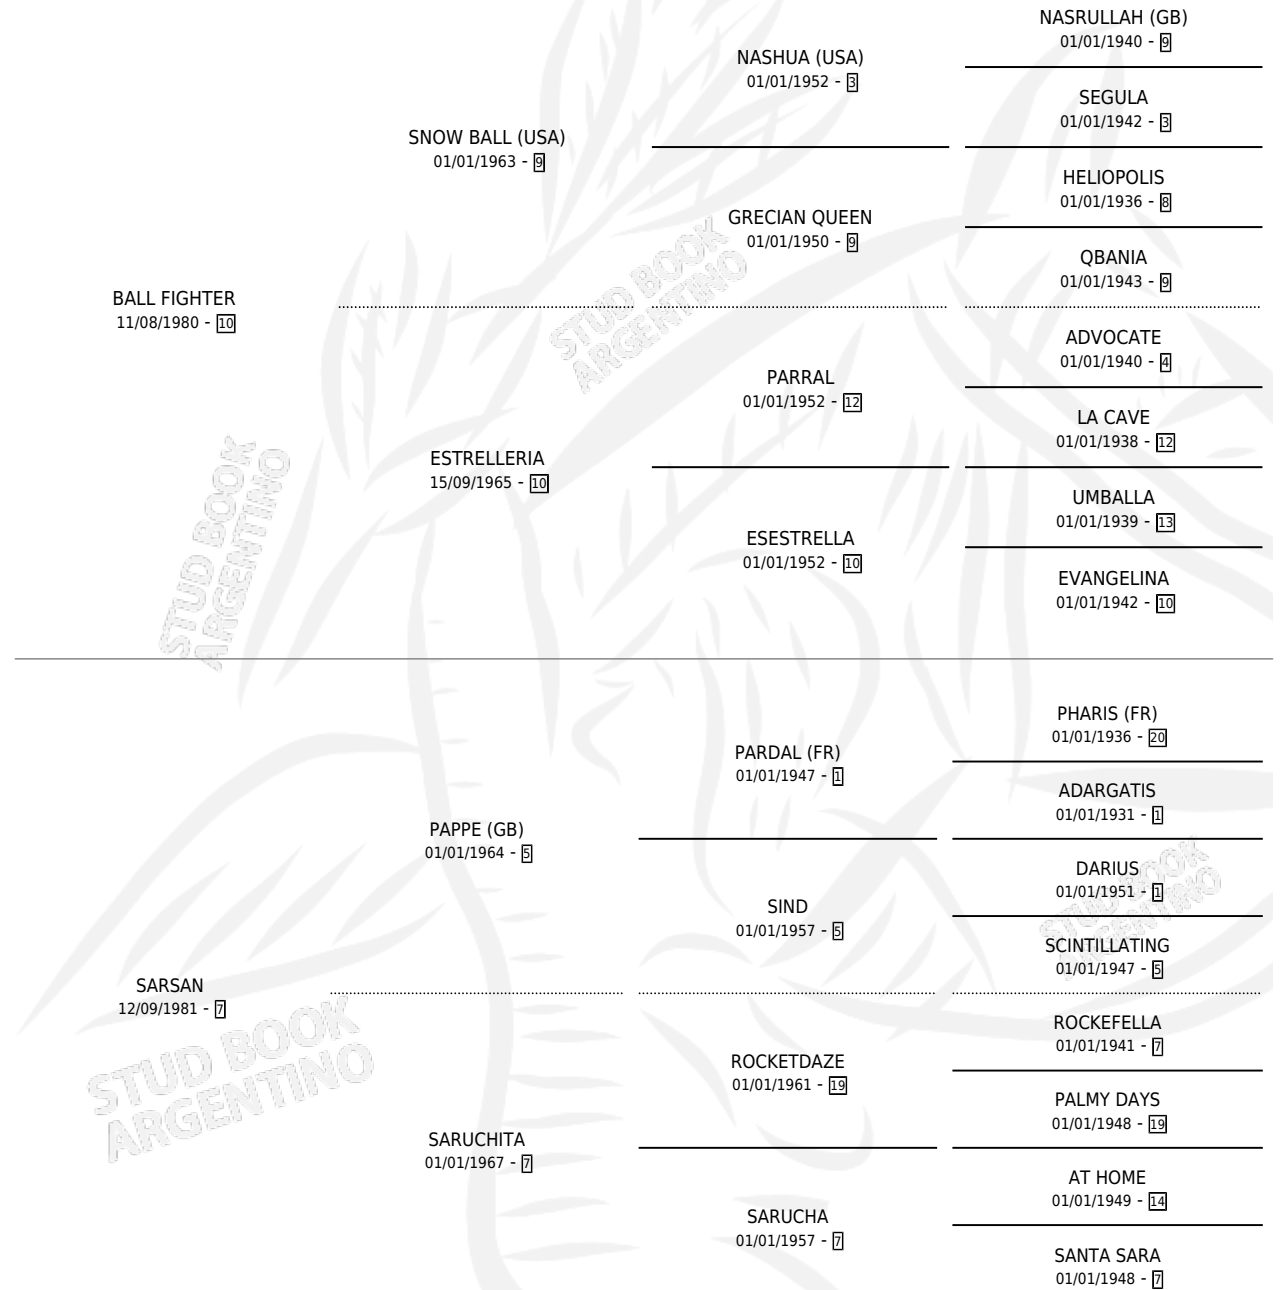 NASRULLAH (GB)
01/01/1940 - 9
NASHUA (USA)
01/01/1952 - 3
SEGULA
01/01/1942 - 3
SNOW BALL (USA)
01/01/1963 - 9
HELIOPOLIS
01/01/1936 - 8
GRECIAN QUEEN
01/01/1950 - 9
QBANIA
01/01/1943 - 9
BALL FIGHTER
11/08/1980 - 10
ADVOCATE
01/01/1940 - 4
PARRAL
01/01/1952 - 12
LA CAVE
01/01/1938 - 12
ESTRELLERIA
15/09/1965 - 10
UMBALLA
01/01/1939 - 13
ESESTRELLA
01/01/1952 - 10
EVANGELINA
01/01/1942 - 10
STUD BOOK
ARGENTINO
STUD BOOK
ARGENTINO
PHARIS (FR)
01/01/1936 - 20
PARDAL (FR)
01/01/1947 - 1
ADARGATIS
01/01/1931 - 1
PAPPE (GB)
01/01/1964 - 5
DARIUS
01/01/1951 - 1
SIND
01/01/1957 - 5
SCINTILLATING
01/01/1947 - 5
SARSAN
12/09/1981 - 7
ROCKEFELLA
01/01/1941 - 7
ROCKETDAZE
01/01/1961 - 19
PALMY DAYS
01/01/1948 - 19
SARUCHITA
01/01/1967 - 7
AT HOME
01/01/1949 - 14
SARUCHA
01/01/1957 - 7
SANTA SARA
01/01/1948 - 7
STUD BOOK
ARGENTINO
STUD BOOK
ARGENTINO